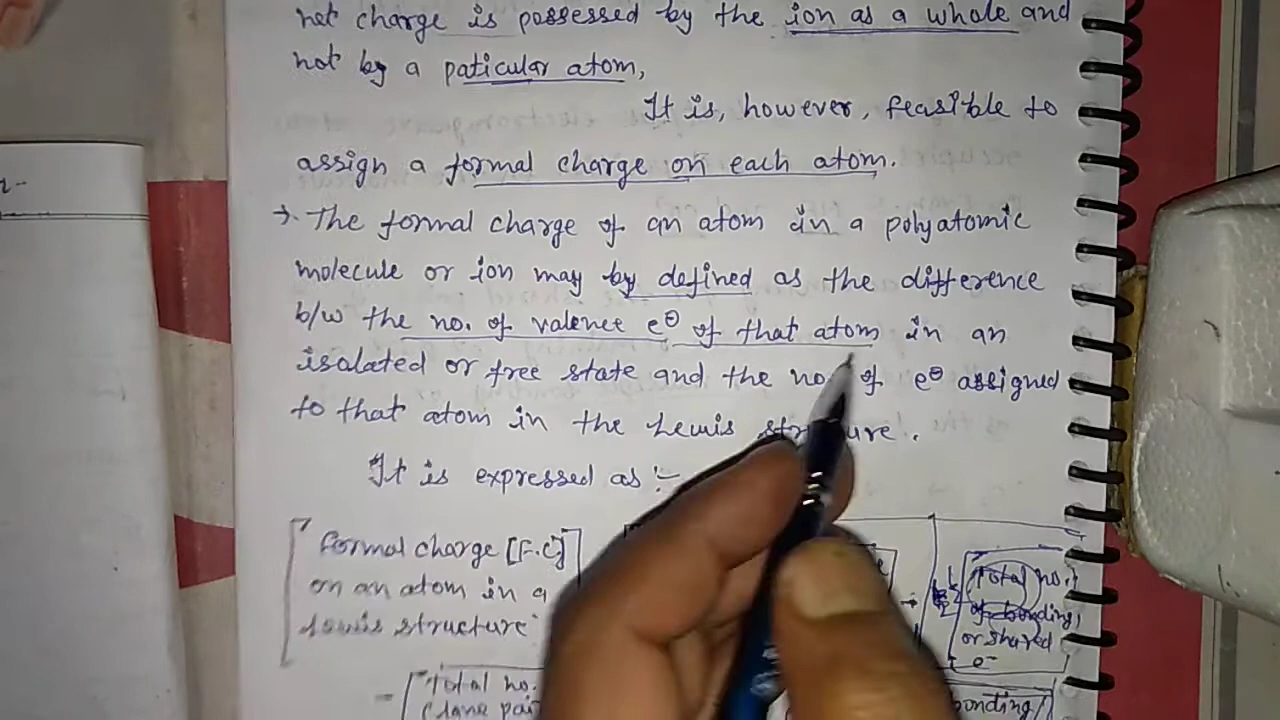 net charge is possessed by the ion as a whole and
not by a paticular atom,
It is, however, feasible to
assign a formal charge on each atom.
→ The formal charge of an atom in a polyatomic
molecule or ion may by defined as the difference
b/w the no. of valence e⊖ of that atom in an
isolated or free state and the no. of e⊖ assigned
to that atom in the Lewis structure.
It is expressed as :-
formal charge [F.C]
on an atom in a
Lewis structure
Total no.
of bonding/
or shared
e-
= Total no.
(lone pair
bonding/